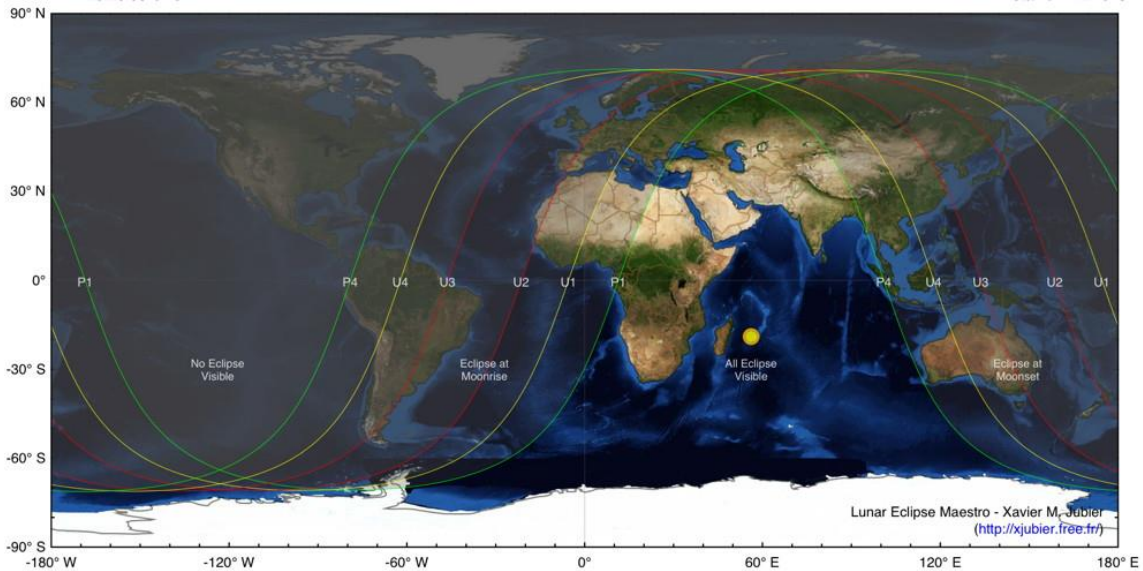 90° N
60° N
30° N
0°
30° S
60° S
90° S
P1 P4 U4 U3 U2 U1 P1 P4 U4 U3 U2 U1
No Eclipse
Visible
Eclipse at
Moonrise
All Eclipse
Visible
Eclipse at
Moonset
Lunar Eclipse Maestro - Xavier M. Jubier
(http://xjubier.free.fr/)
-180° W -120° W -60° W 0° 60° E 120° E 180° E